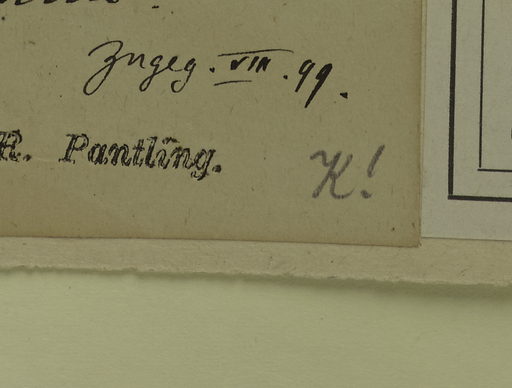 Zugeg. VIII. 99.
R. Pantling.
K!